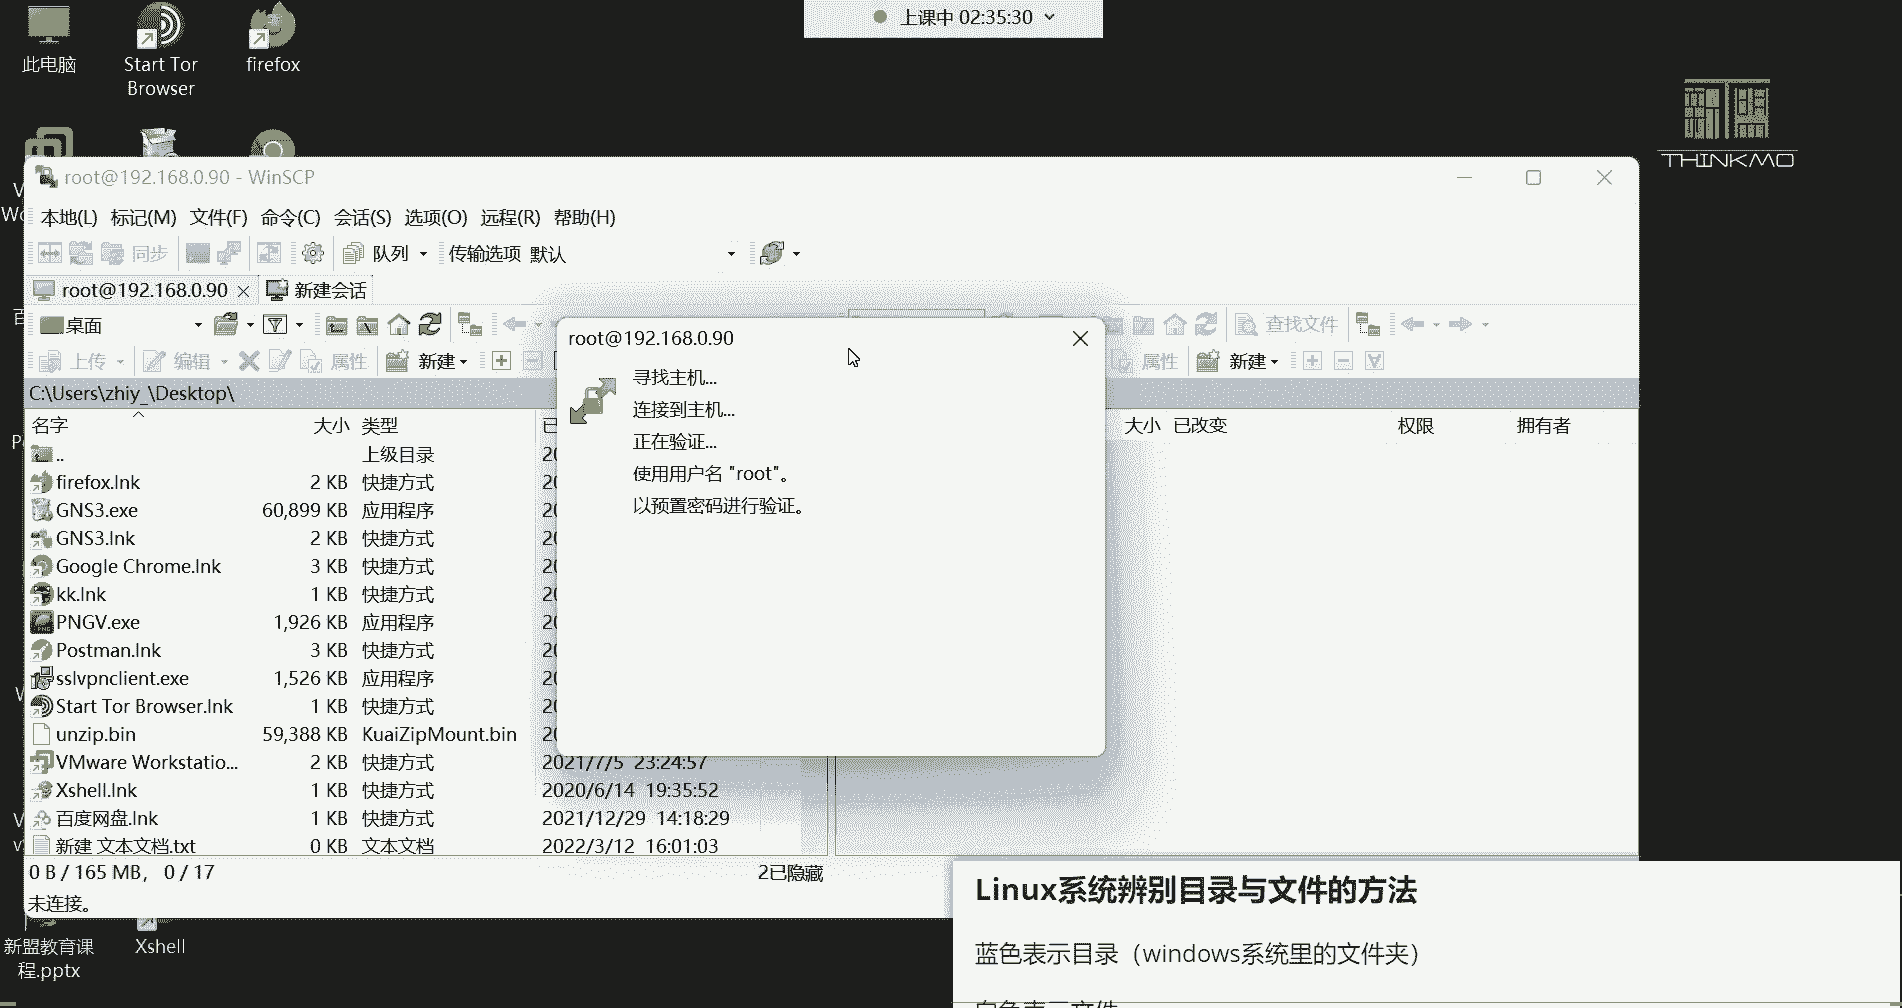 上课中 02:35:30
此电脑
Start Tor Browser
firefox
THINKMO
root@192.168.0.90 - WinSCP
本地(L) 标记(M) 文件(F) 命令(C) 会话(S) 选项(O) 远程(R) 帮助(H)
同步 队列 传输选项 默认
root@192.168.0.90 新建会话
桌面 查找文件
上传 编辑 属性 新建 属性 新建
C:\Users\zhiy_\Desktop\
名字 大小 类型 大小 已改变 权限 拥有者
.. 上级目录
firefox.lnk 2 KB 快捷方式
GNS3.exe 60,899 KB 应用程序
GNS3.lnk 2 KB 快捷方式
Google Chrome.lnk 3 KB 快捷方式
kk.lnk 1 KB 快捷方式
PNGV.exe 1,926 KB 应用程序
Postman.lnk 3 KB 快捷方式
sslvpnclient.exe 1,526 KB 应用程序
Start Tor Browser.lnk 1 KB 快捷方式
unzip.bin 59,388 KB KuaiZipMount.bin
VMware Workstatio... 2 KB 快捷方式 2021/7/5 23:24:57
Xshell.lnk 1 KB 快捷方式 2020/6/14 19:35:52
百度网盘.lnk 1 KB 快捷方式 2021/12/29 14:18:29
新建 文本文档.txt 0 KB 文本文档 2022/3/12 16:01:03
0 B / 165 MB, 0 / 17 2已隐藏
未连接。
root@192.168.0.90
寻找主机...
连接到主机...
正在验证...
使用用户名 "root"。
以预置密码进行验证。
新盟教育课程.pptx
Xshell
Linux系统辨别目录与文件的方法
蓝色表示目录（windows系统里的文件夹）
白色表示文件